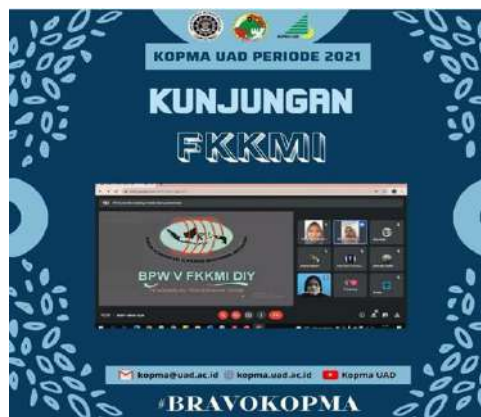 KOPMA UAD PERIODE 2021
KUNJUNGAN
FKKMI
BPW V FKKMI DIY
kopma@uad.ac.id kopma.uad.ac.id Kopma UAD
#BRAVOKOPMA